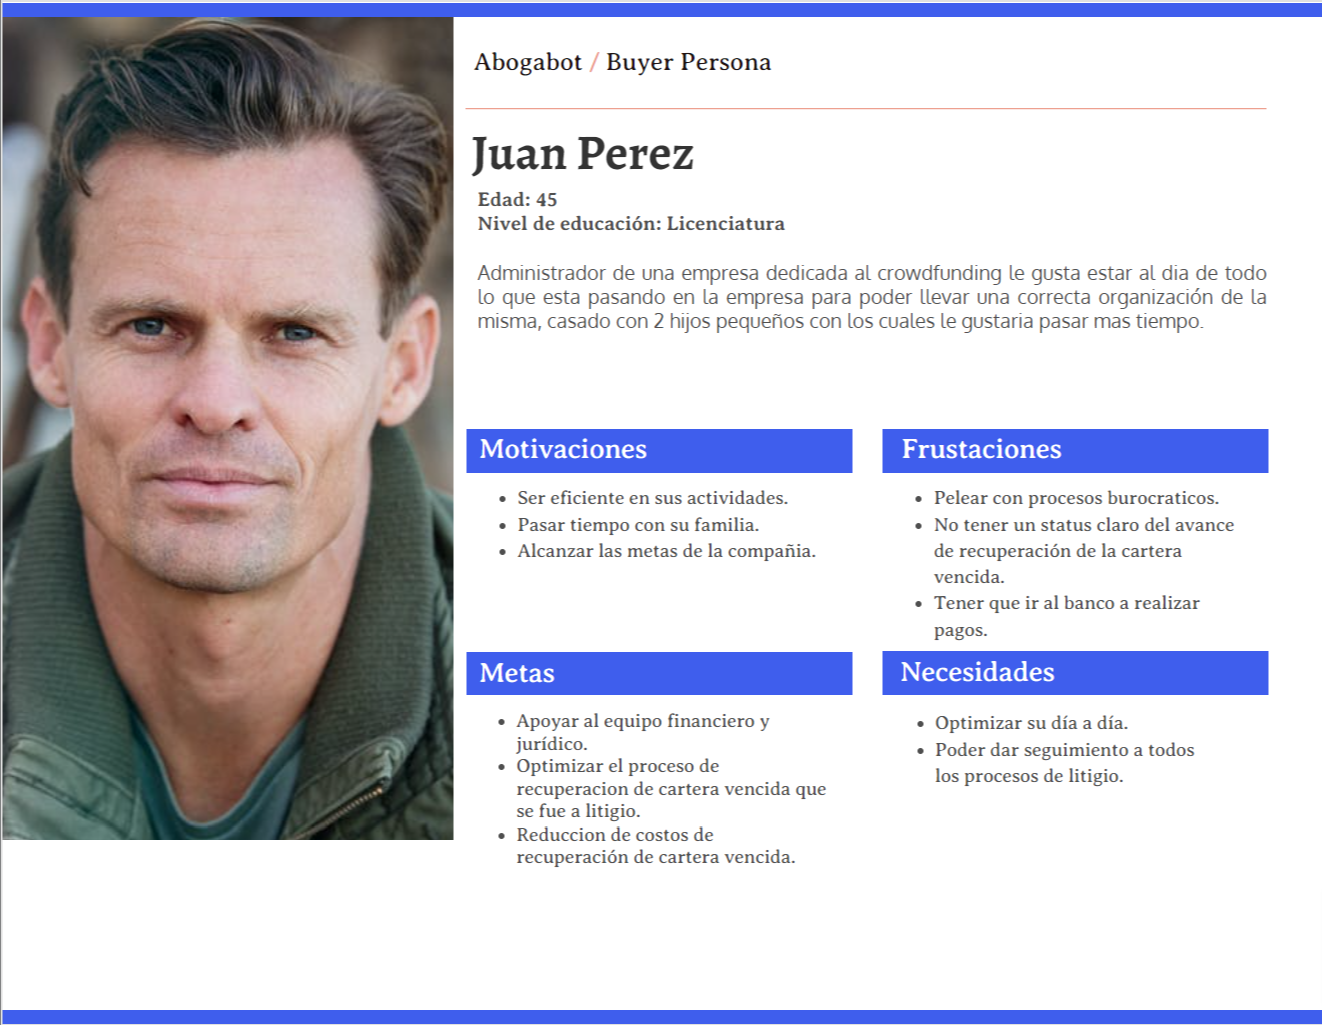 Abogabot / Buyer Persona
Juan Perez
Edad: 45
Nivel de educación: Licenciatura
Administrador de una empresa dedicada al crowdfunding le gusta estar al dia de todo
lo que esta pasando en la empresa para poder llevar una correcta organización de la
misma, casado con 2 hijos pequeños con los cuales le gustaria pasar mas tiempo.
Motivaciones
• Ser eficiente en sus actividades.
• Pasar tiempo con su familia.
• Alcanzar las metas de la compañia.
Frustaciones
• Pelear con procesos burocraticos.
• No tener un status claro del avance
de recuperación de la cartera
vencida.
• Tener que ir al banco a realizar
pagos.
Metas
• Apoyar al equipo financiero y
jurídico.
• Optimizar el proceso de
recuperacion de cartera vencida que
se fue a litigio.
• Reduccion de costos de
recuperación de cartera vencida.
Necesidades
• Optimizar su día a día.
• Poder dar seguimiento a todos
los procesos de litigio.